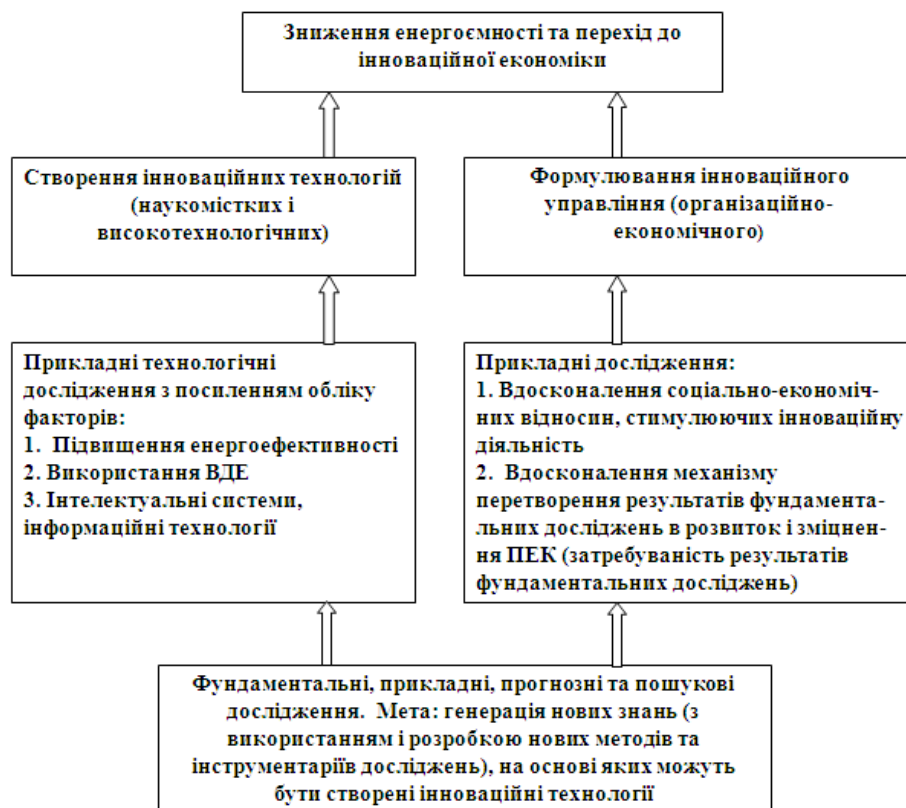 Зниження енергоємності та перехід до
інноваційної економіки
Створення інноваційних технологій
(наукомістких і
високотехнологічних)
Формулювання інноваційного
управління (організаційно-
економічного)
Прикладні технологічні
дослідження з посиленням обліку
факторів:
1. Підвищення енергоефективності
2. Використання ВДЕ
3. Інтелектуальні системи,
інформаційні технології
Прикладні дослідження:
1. Вдосконалення соціально-економіч-
них відносин, стимулюючих інноваційну
діяльність
2. Вдосконалення механізму
перетворення результатів фундамента-
льних досліджень в розвиток і зміцнен-
ня ПЕК (затребуваність результатів
фундаментальних досліджень)
Фундаментальні, прикладні, прогнозні та пошукові
дослідження. Мета: генерація нових знань (з
використанням і розробкою нових методів та
інструментаріїв досліджень), на основі яких можуть
бути створені інноваційні технології